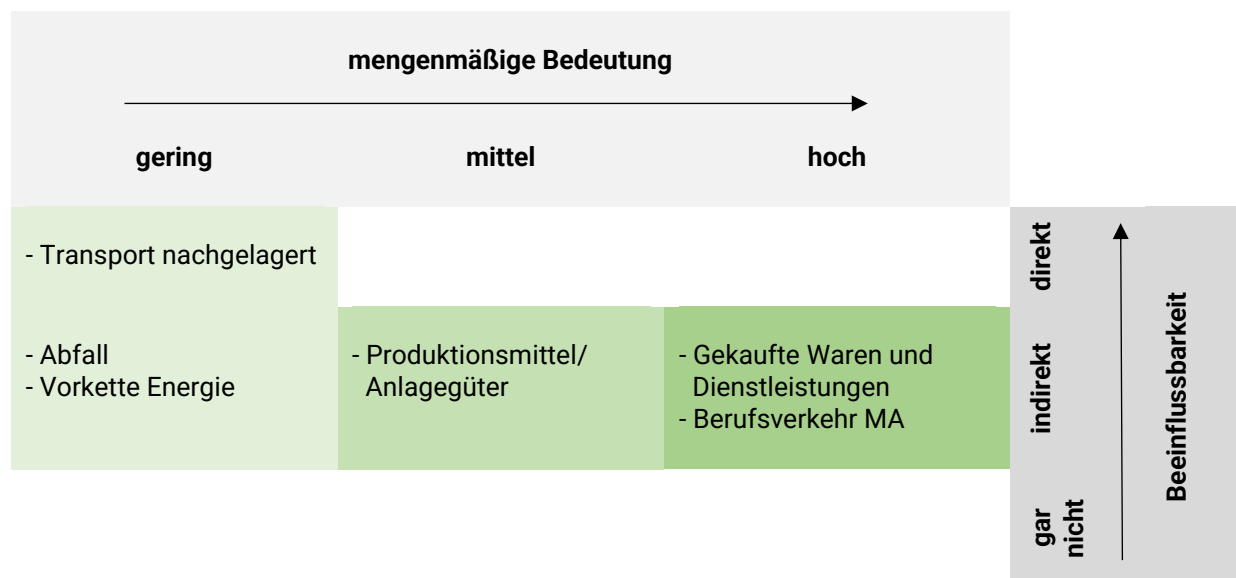 mengenmäßige Bedeutung
gering
mittel
hoch
- Transport nachgelagert
- Abfall
- Vorkette Energie
- Produktionsmittel/
Anlagegüter
- Gekaufte Waren und
Dienstleistungen
- Berufsverkehr MA
direkt
indirekt
gar
nicht
Beeinflussbarkeit